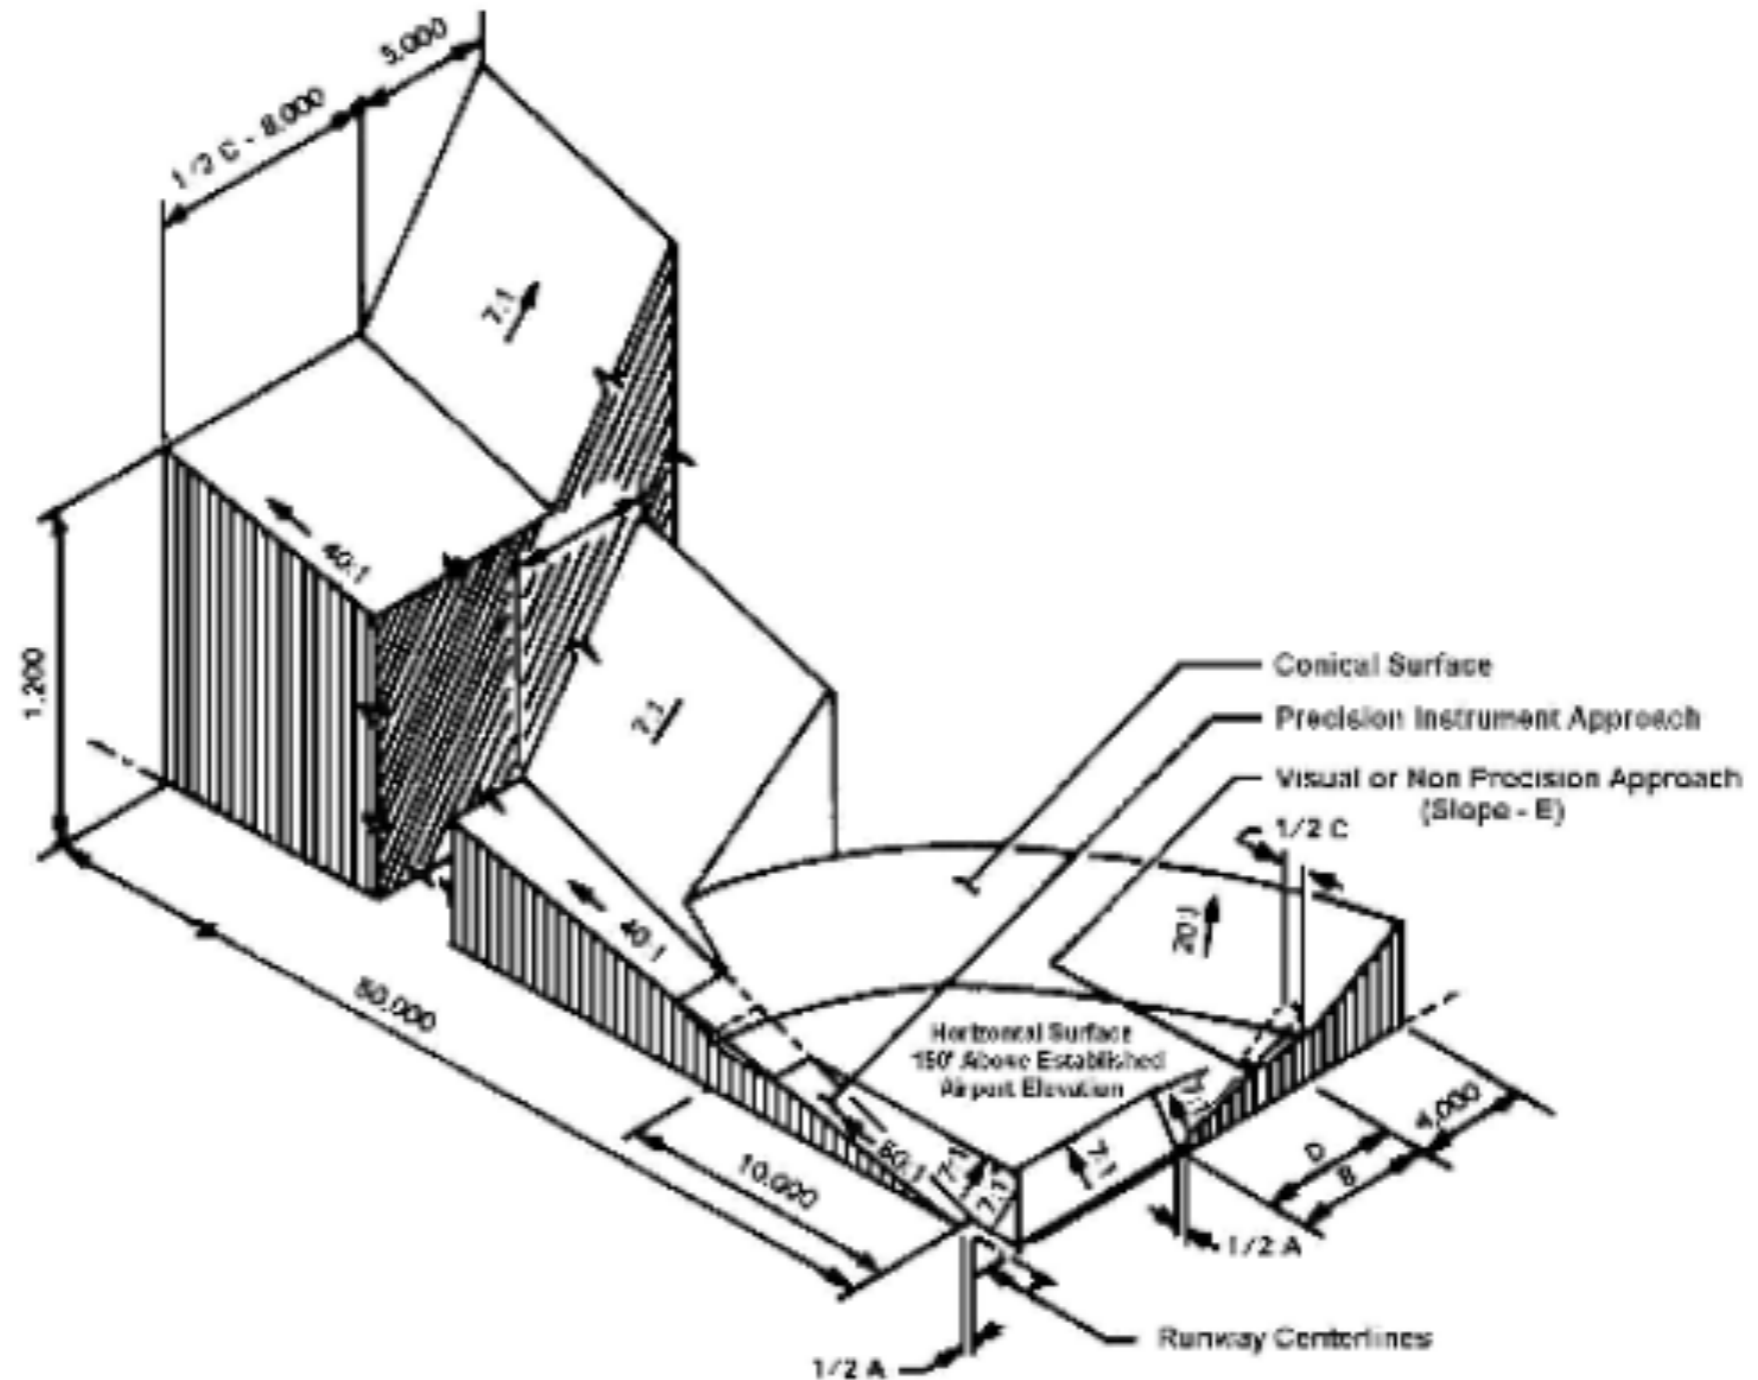 5,000
1/2 C - 8,000
7:1
40:1
1,200
7:1
Conical Surface
Precision Instrument Approach
Visual or Non Precision Approach
(Slope - E)
1/2 C
20:1
40:1
50,000
Horizontal Surface
150' Above Established
Airport Elevation
7:1
4,000
50:1
7:1
7:1
7:1
D
B
10,000
1/2 A
Runway Centerlines
1/2 A